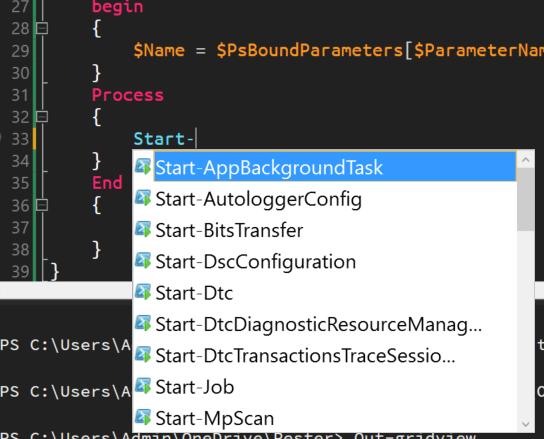 27 begin
28 {
29 $Name = $PsBoundParameters[$ParameterNam
30 }
31 Process
32 {
33 Start-
34 }
35 End
36 {
37
38 }
39 }
Start-AppBackgroundTask
Start-AutologgerConfig
Start-BitsTransfer
Start-DscConfiguration
Start-Dtc
Start-DtcDiagnosticResourceManag...
Start-DtcTransactionsTraceSessio...
Start-Job
Start-MpScan
PS C:\Users\A
PS C:\Users\A
PS C:\Users\Admin\OneDrive\Pester> Out-gridview